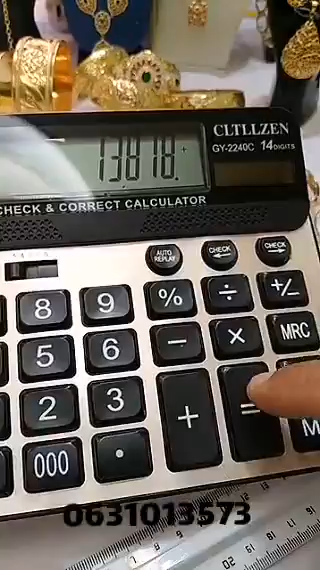 13818.
CLTLLZEN
GY-2240C 14 DIGITS
CHECK & CORRECT CALCULATOR
AUTO REPLAY
CHECK
CHECK
8
9
%
÷
+/-
5
6
−
×
MRC
2
3
+
=
M
000
•
0631013573